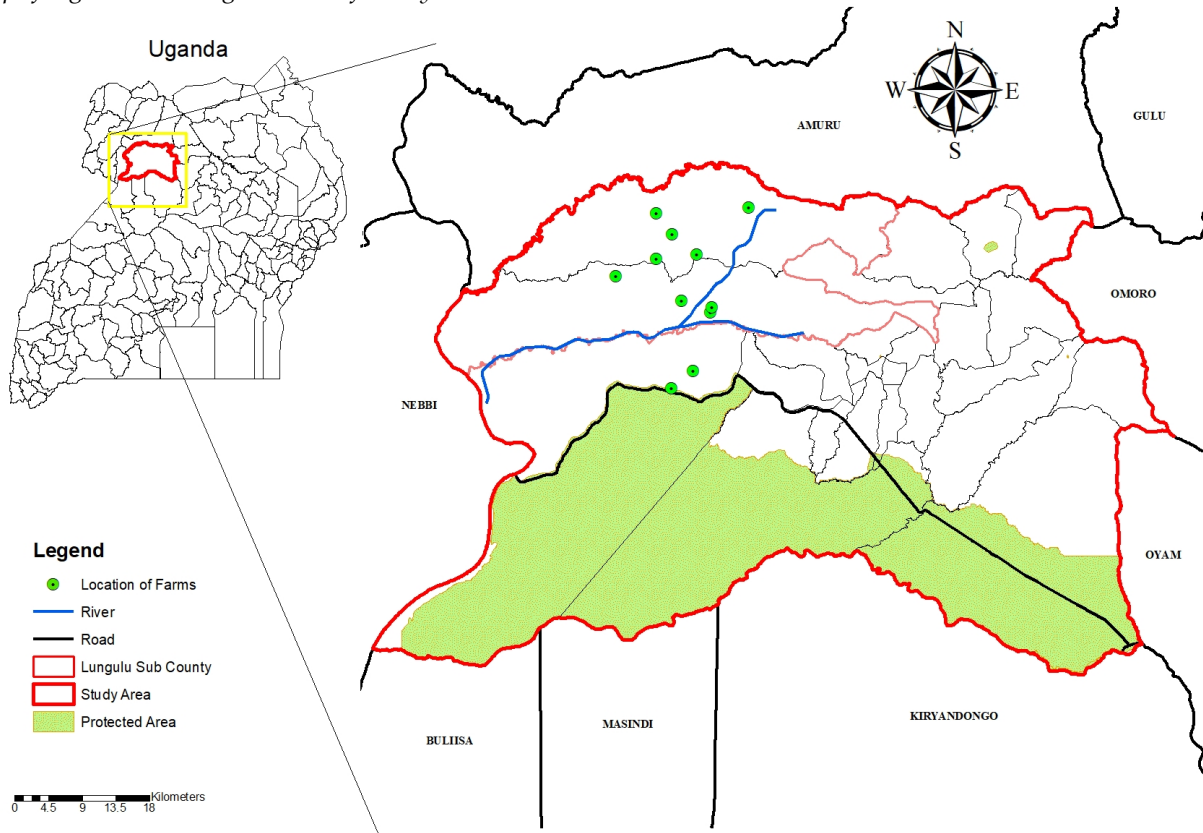 Uganda
N
W
E
S
AMURU
GULU
OMORO
NEBBI
OYAM
BULIISA
MASINDI
KIRYANDONGO
Legend
Location of Farms
River
Road
Lungulu Sub County
Study Area
Protected Area
Kilometers
0 4.5 9 13.5 18